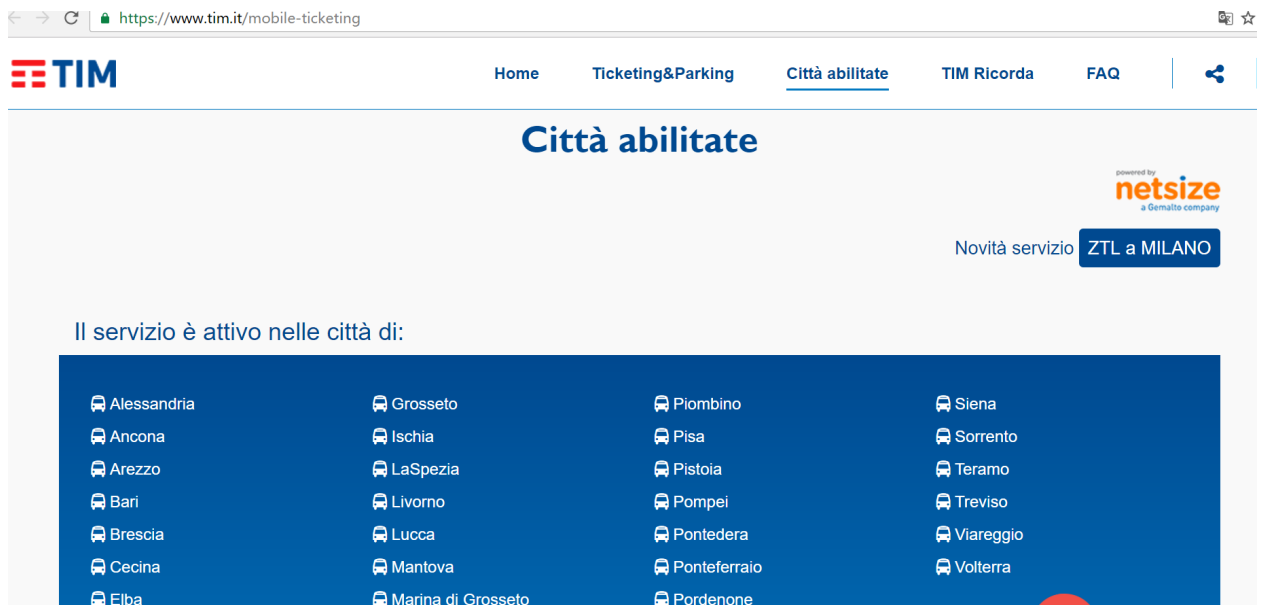 https://www.tim.it/mobile-ticketing
TIM
Home
Ticketing&Parking
Città abilitate
TIM Ricorda
FAQ
Città abilitate
powered by
netsize
a Gemalto company
Novità servizio ZTL a MILANO
Il servizio è attivo nelle città di:
Alessandria
Ancona
Arezzo
Bari
Brescia
Cecina
Elba
Grosseto
Ischia
LaSpezia
Livorno
Lucca
Mantova
Marina di Grosseto
Piombino
Pisa
Pistoia
Pompei
Pontedera
Ponteferraio
Pordenone
Siena
Sorrento
Teramo
Treviso
Viareggio
Volterra